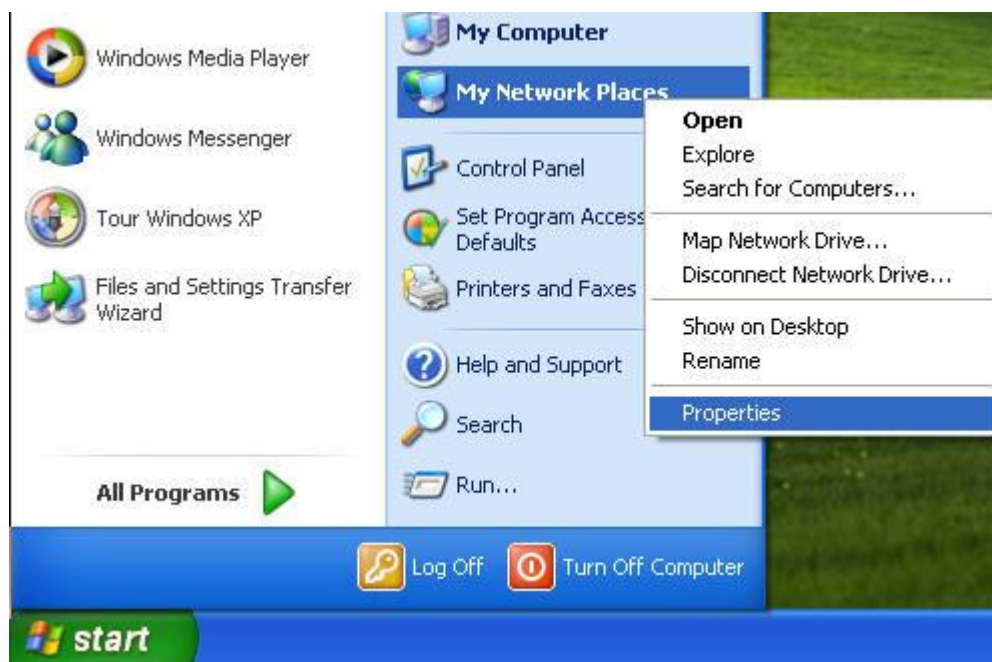 Windows Media Player
Windows Messenger
Tour Windows XP
Files and Settings Transfer
Wizard
All Programs
My Computer
My Network Places
Control Panel
Set Program Access
Defaults
Printers and Faxes
Help and Support
Search
Run...
Open
Explore
Search for Computers...
Map Network Drive...
Disconnect Network Drive...
Show on Desktop
Rename
Properties
Log Off
Turn Off Computer
start